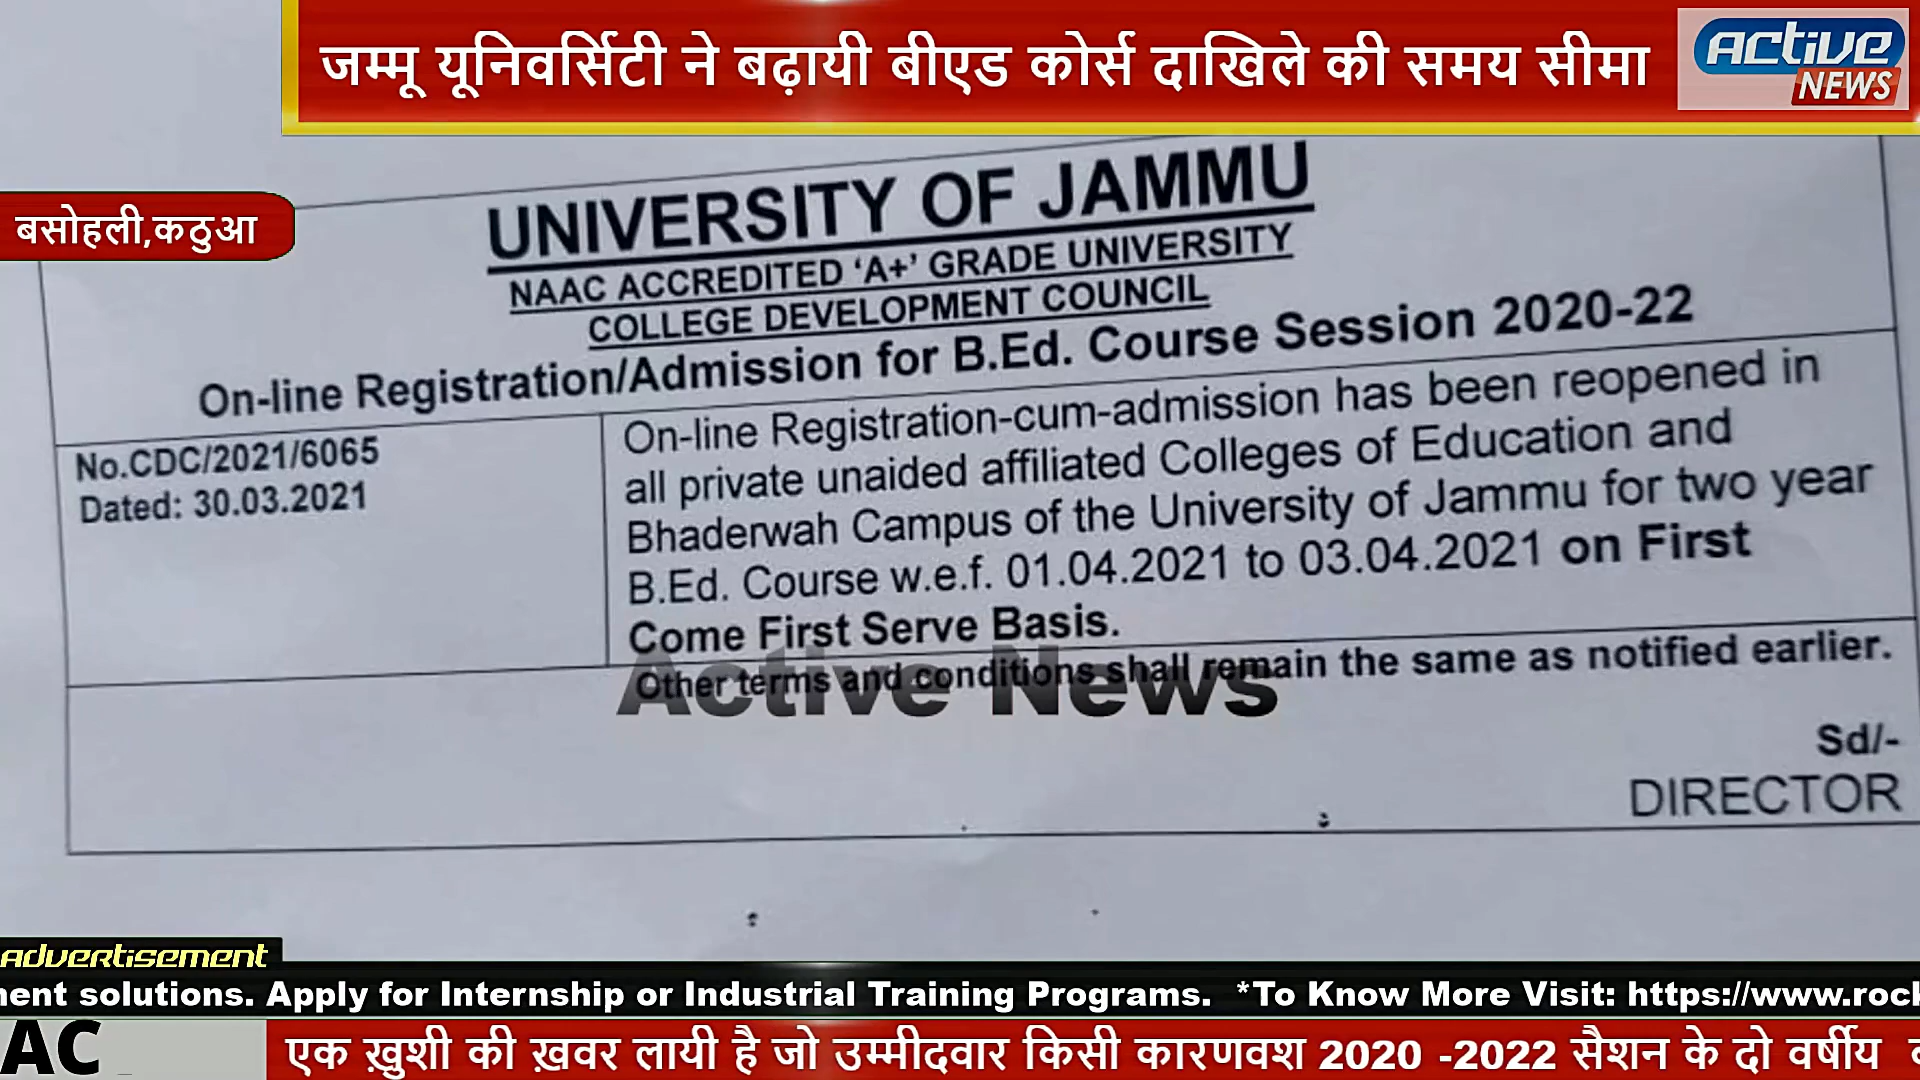 जम्मू यूनिवर्सिटी ने बढ़ायी बीएड कोर्स दाखिले की समय सीमा
Active
NEWS
बसोहली,कठुआ
UNIVERSITY OF JAMMU
NAAC ACCREDITED ‘A+’ GRADE UNIVERSITY
COLLEGE DEVELOPMENT COUNCIL
On-line Registration/Admission for B.Ed. Course Session 2020-22
No.CDC/2021/6065
Dated: 30.03.2021
On-line Registration-cum-admission has been reopened in
all private unaided affiliated Colleges of Education and
Bhaderwah Campus of the University of Jammu for two year
B.Ed. Course w.e.f. 01.04.2021 to 03.04.2021 on First
Come First Serve Basis.
Other terms and conditions shall remain the same as notified earlier.
Active News
Sd/-
DIRECTOR
Advertisement
solutions. Apply for Internship or Industrial Training Programs. *To Know More Visit: https://www.rock
AC
एक ख़ुशी की ख़वर लायी है जो उम्मीदवार किसी कारणवश 2020 -2022 सैशन के दो वर्षीय